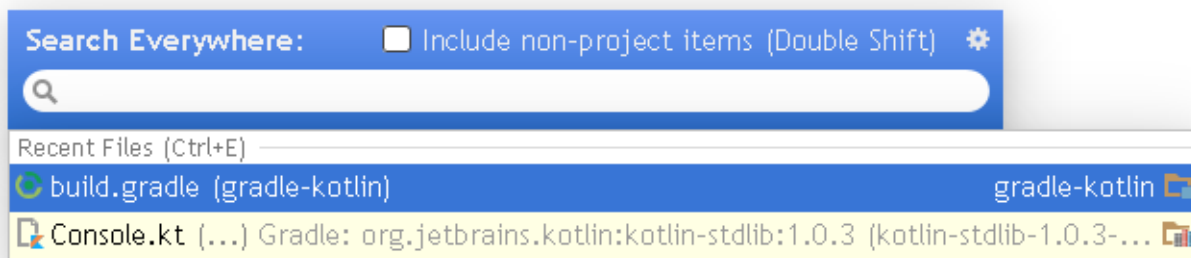 Search Everywhere: Include non-project items (Double Shift)
Recent Files (Ctrl+E)
build.gradle (gradle-kotlin) gradle-kotlin
Console.kt (...) Gradle: org.jetbrains.kotlin:kotlin-stdlib:1.0.3 (kotlin-stdlib-1.0.3-...